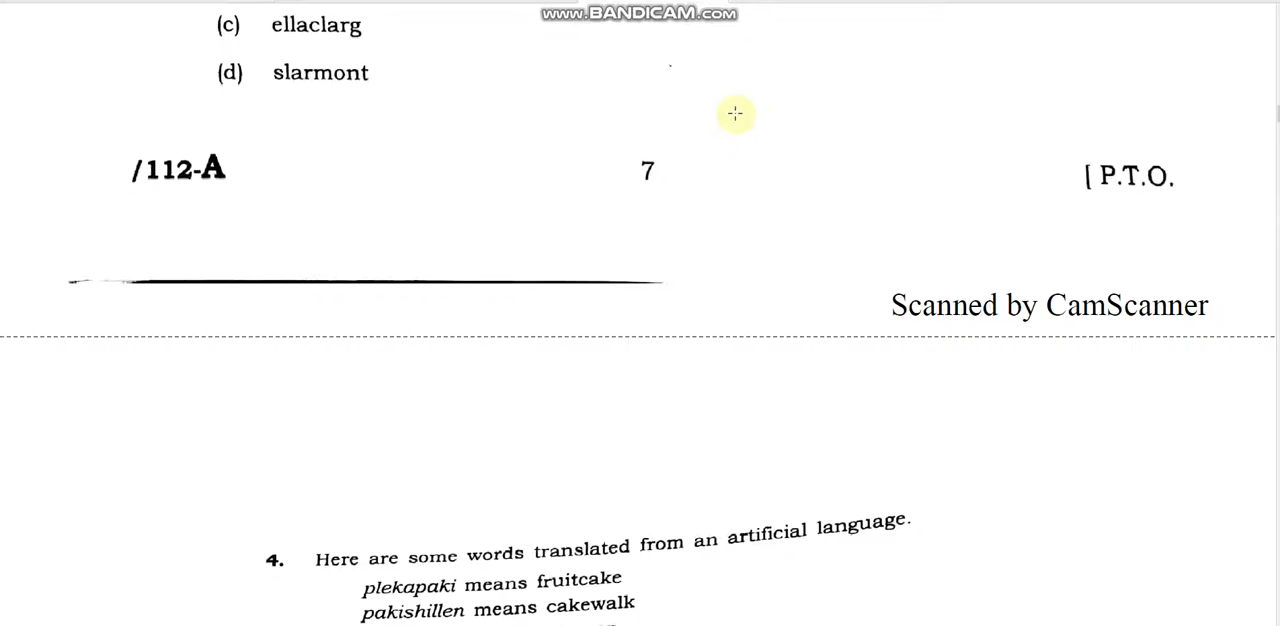 www.BANDICAM.com
(c) ellaclarg
(d) slarmont
/112-A 7 [ P.T.O.
Scanned by CamScanner
4. Here are some words translated from an artificial language.
plekapaki means fruitcake
pakishillen means cakewalk